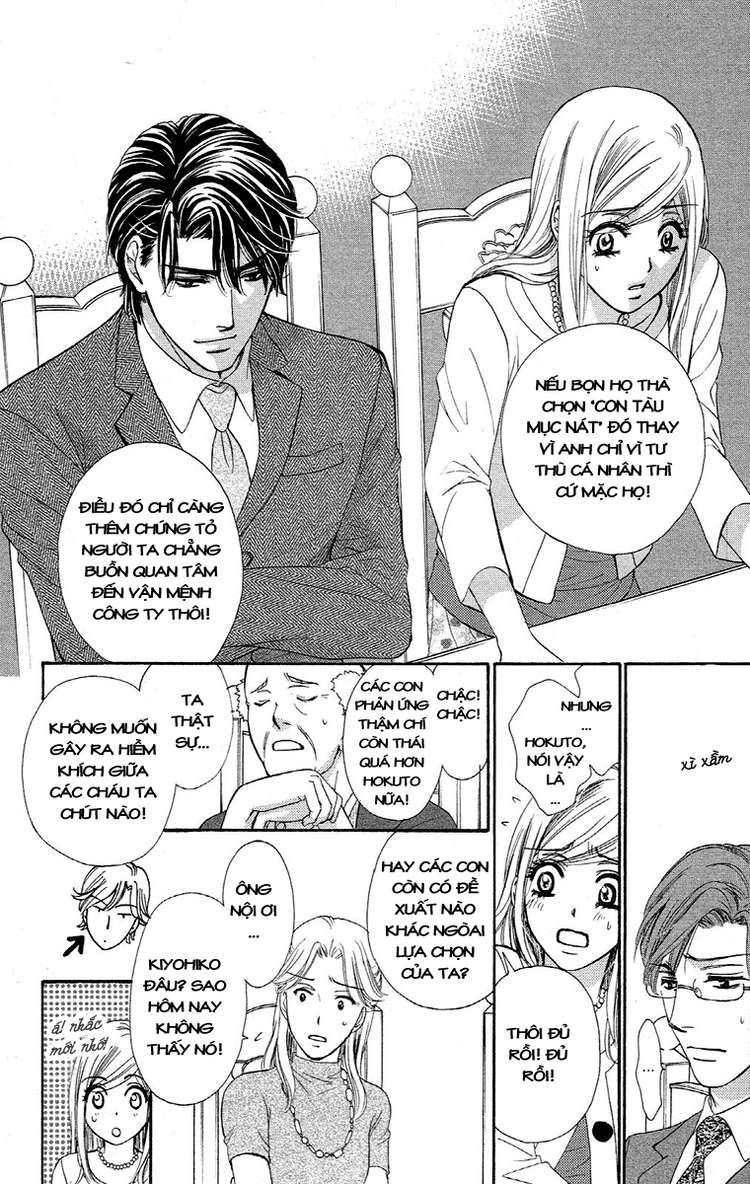 NẾU BỌN HỌ THÀ
CHỌN "CON TÀU
MỤC NÁT" ĐÓ THAY
VÌ ANH CHỈ VÌ TƯ
THÙ CÁ NHÂN THÌ
CỨ MẶC HỌ!
ĐIỀU ĐÓ CHỈ CÀNG
THÊM CHỨNG TỎ
NGƯỜI TA CHẲNG
BUỒN QUAN TÂM
ĐẾN VẬN MỆNH
CÔNG TY THÔI!
xì xầm
...
NHƯNG
...
HOKUTO,
NÓI VẬY
LÀ
...
THÔI ĐỦ
RỒI! ĐỦ
RỒI!
CHẬC!
CHẬC!
CÁC CON
PHẢN ỨNG
THẬM CHÍ
CÒN THÁI
QUÁ HƠN
HOKUTO
NỮA!
TA
THẬT
SỰ...
KHÔNG MUỐN
GÂY RA HIỀM
KHÍCH GIỮA
CÁC CHÁU TA
CHÚT NÀO!
HAY CÁC CON
CÒN CÓ ĐỀ
XUẤT NÀO
KHÁC NGÒAI
LỰA CHỌN
CỦA TA?
ÔNG
NỘI ƠI
...
KIYOHIKO
ĐÂU? SAO
HÔM NAY
KHÔNG
THẤY NÓ!
á! nhắc
mới nhớ!